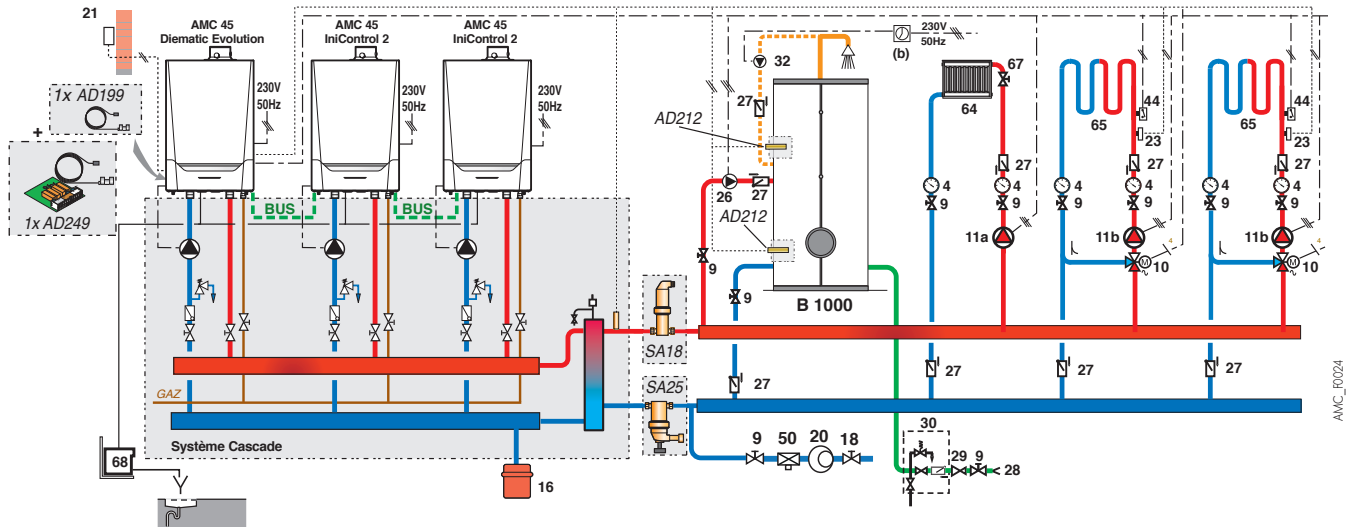 21
AMC 45
Diematic Evolution
AMC 45
IniControl 2
AMC 45
IniControl 2
1x AD199
+
1x AD249
230V
50Hz
230V
50Hz
230V
50Hz
BUS
BUS
GAZ
Système Cascade
68
16
SA18
SA25
32
27
AD212
26
27
AD212
9
9
B 1000
(b)
230V
50Hz
67
64
4
4
9
9
11a
65
44
23
27
4
4
9
9
11b
4
M
10
65
44
23
27
4
4
9
9
11b
4
M
10
27
27
27
27
27
9
50
20
18
30
29
9
28
AMC_F0024